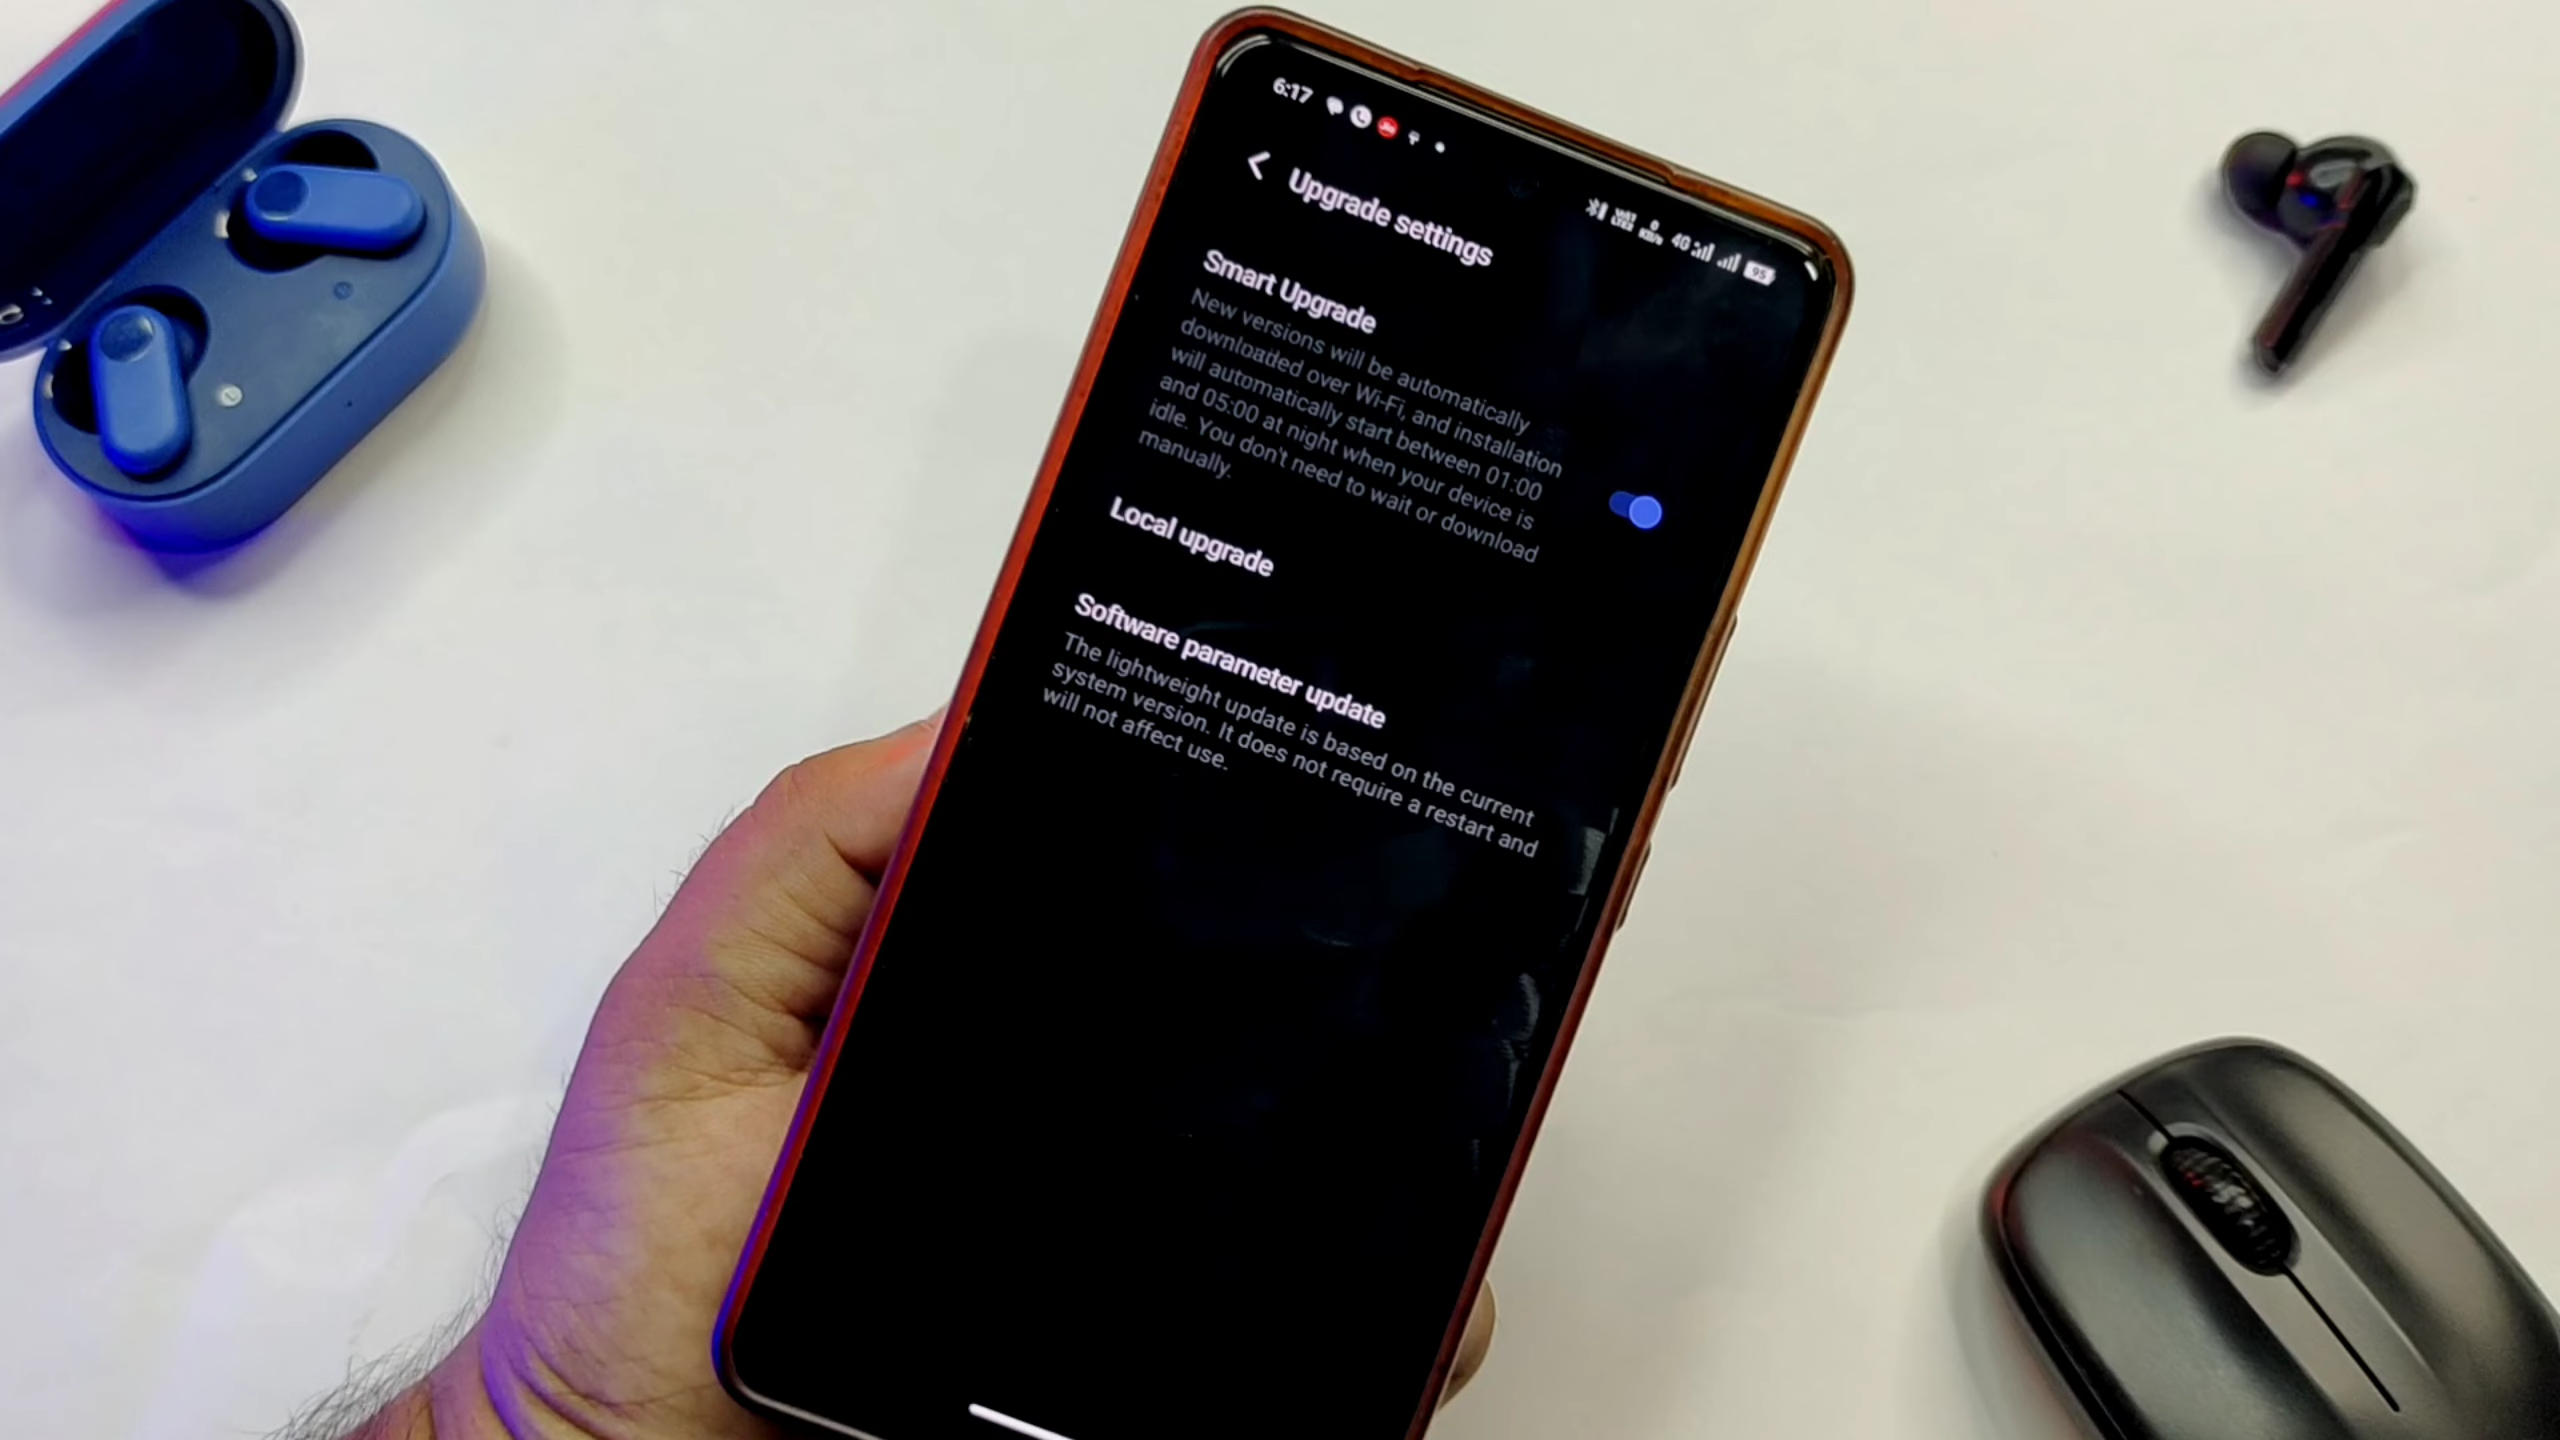 6:17
4G 95
Upgrade settings
Smart Upgrade
New versions will be automatically
downloaded over Wi-Fi, and installation
will automatically start between 01:00
and 05:00 at night when your device is
idle. You don't need to wait or download
manually.
Local upgrade
Software parameter update
The lightweight update is based on the current
system version. It does not require a restart and
will not affect use.